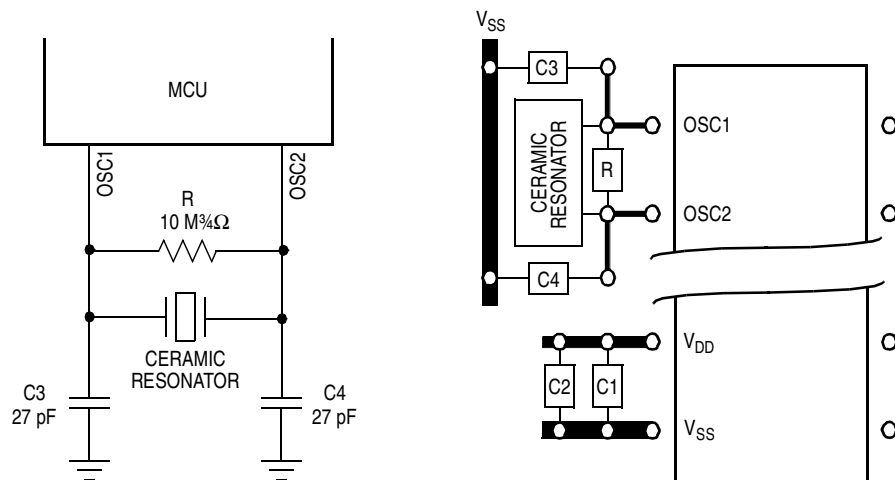 MCU
OSC1
OSC2
R
10 M¾Ω
CERAMIC
RESONATOR
C3
27 pF
C4
27 pF
VSS
C3
CERAMIC
RESONATOR
R
C4
OSC1
OSC2
VDD
C2
C1
VSS